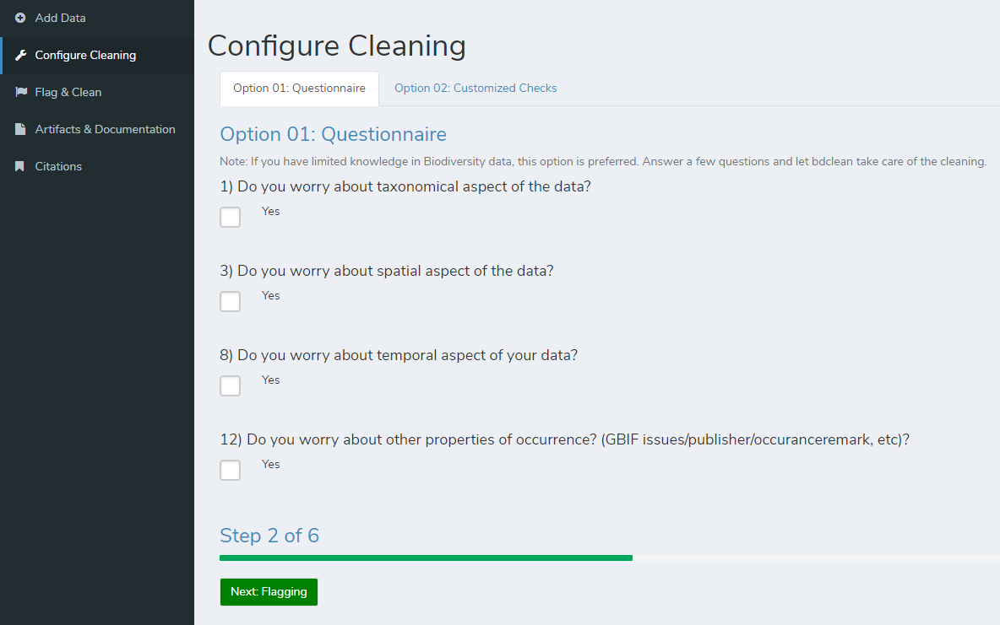 Add Data
Configure Cleaning
Flag & Clean
Artifacts & Documentation
Citations
Configure Cleaning
Option 01: Questionnaire
Option 02: Customized Checks
Option 01: Questionnaire
Note: If you have limited knowledge in Biodiversity data, this option is preferred. Answer a few questions and let bdclean take care of the cleaning.
1) Do you worry about taxonomical aspect of the data?
Yes
3) Do you worry about spatial aspect of the data?
Yes
8) Do you worry about temporal aspect of your data?
Yes
12) Do you worry about other properties of occurrence? (GBIF issues/publisher/occuranceremark, etc)?
Yes
Step 2 of 6
Next: Flagging